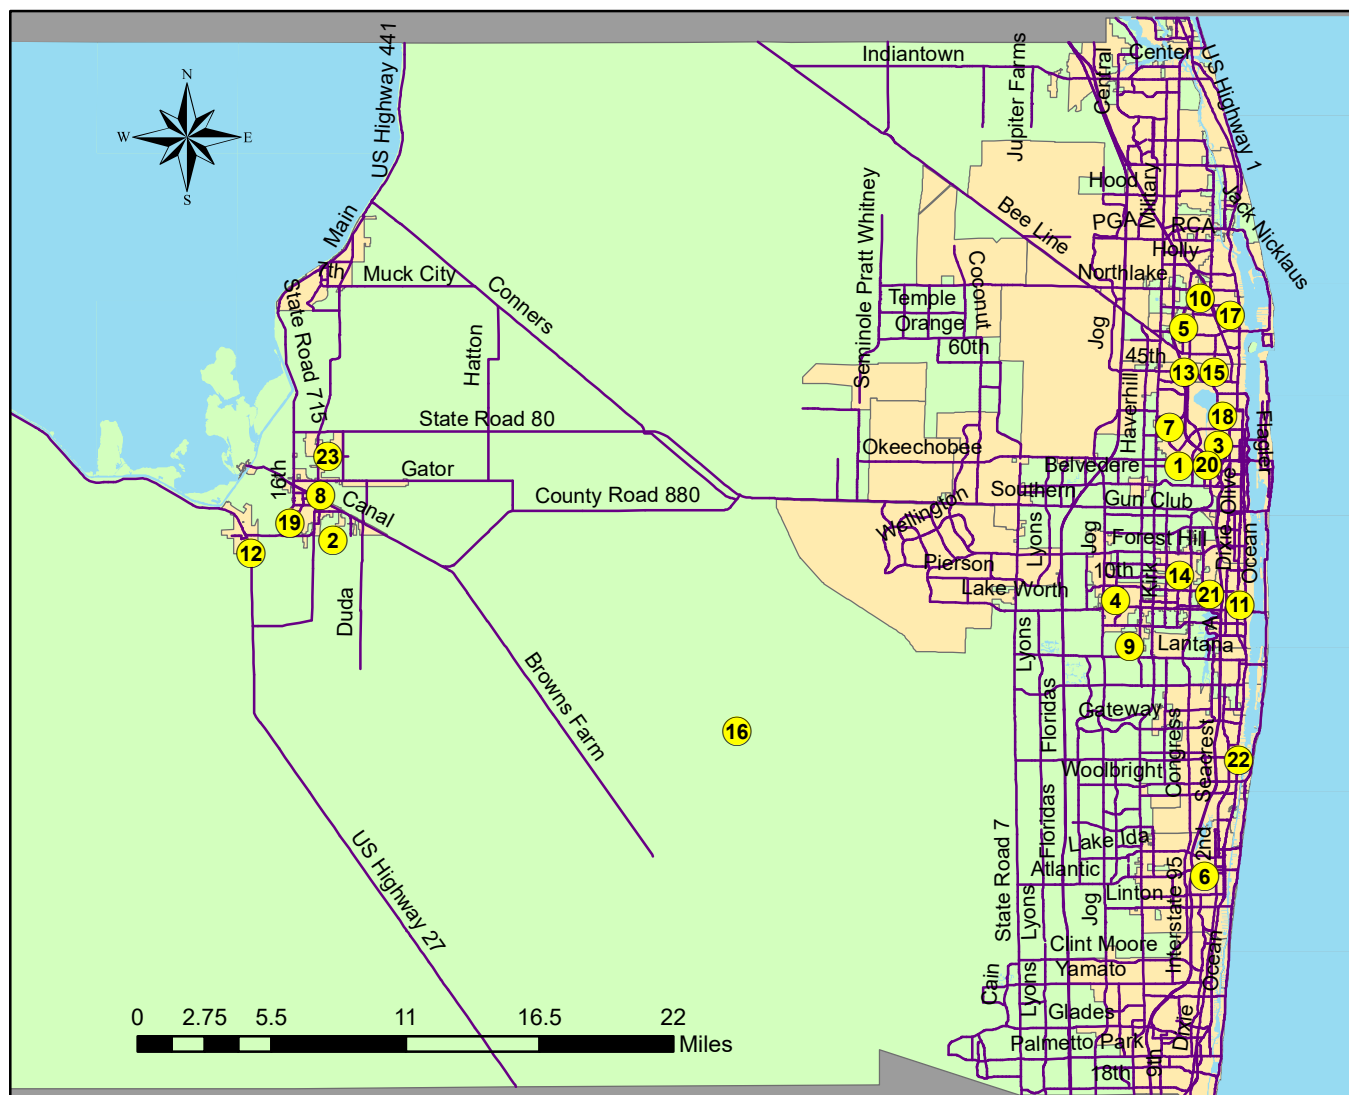 Indiantown
Center
US Highway 441
Jupiter Farms
Central
US Highway 1
N
W
E
S
Hood
Military
Seminole Pratt Whitney
Main
Bee Line
PGA
RCA
Jack Nicklaus
Holly
7th
Muck City
Conners
Coconut
Northlake
State Road 715
Temple
10
17
Orange
5
Hatton
60th
Jog
45th
13
15
Haverhill
State Road 80
18
7
Flagler
Okeechobee
3
23
16th
Gator
Belvedere
1
20
8
Canal
County Road 880
Southern
Gun Club
Olive
19
Wellington
2
Lyons
Jog
Forest Hill
Dixie
Ocean
12
Pierson
10th
Kirk
14
Lake Worth
4
21
11
Duda
A
Lyons
9
Lantana
Browns Farm
Floridas
Gateway
Congress
Seacrest
16
22
Woolbright
Floridas
State Road 7
Lake Ida
2nd
Atlantic
6
US Highway 27
Lyons
Jog
Linton
Interstate 95
Clint Moore
Ocean
Cain
Lyons
Yamato
Glades
Dixie
0
2.75
5.5
11
16.5
22
Miles
Palmetto Park
9th
18th